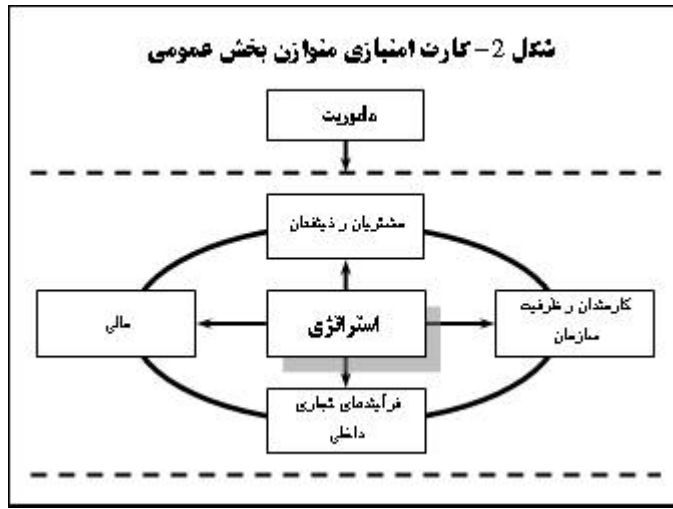 شکل 2- کارت امتیازی متوازن بخش عمومی
ماموریت
مشتریان و ذینفعان
مالی
استراتژی
کارمندان و ظرفیت
سازمان
فرآیندهای تجاری
داخلی